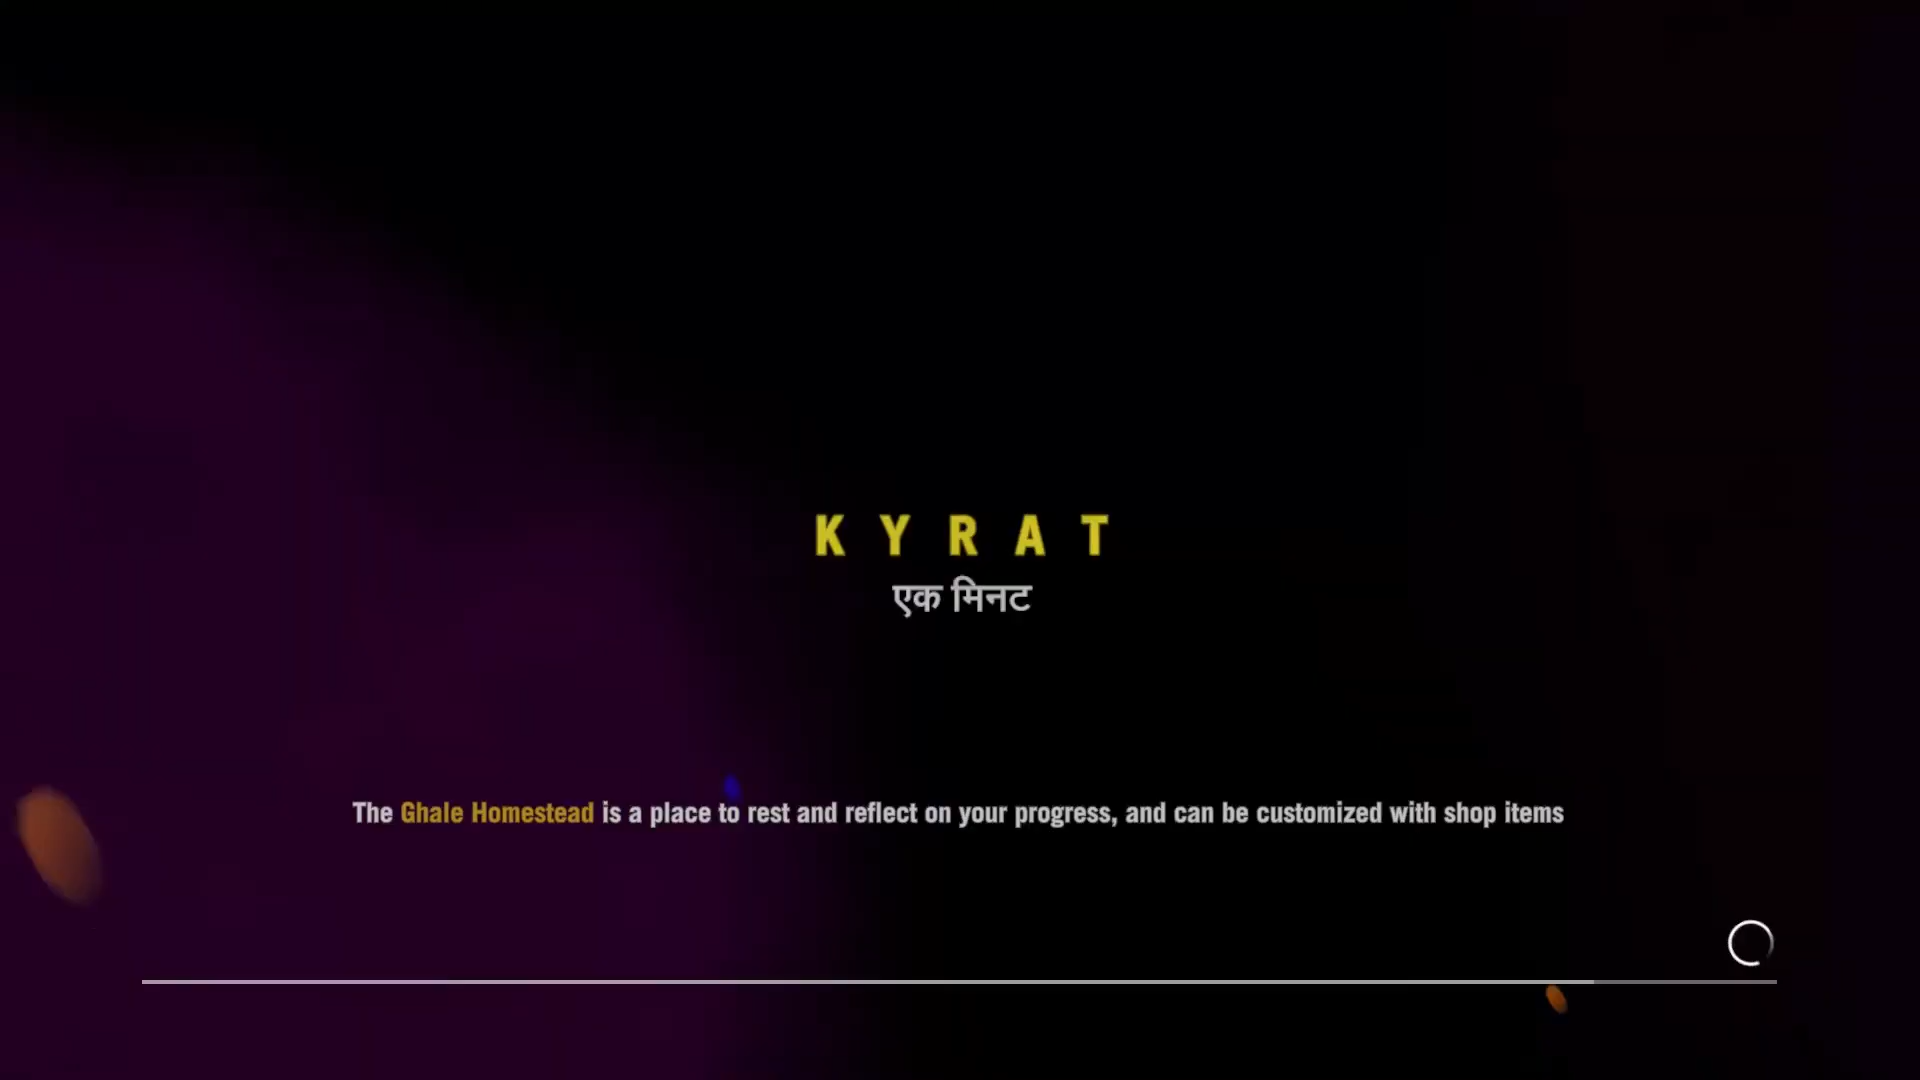 KYRAT
एक मिनट
The Ghale Homestead is a place to rest and reflect on your progress, and can be customized with shop items